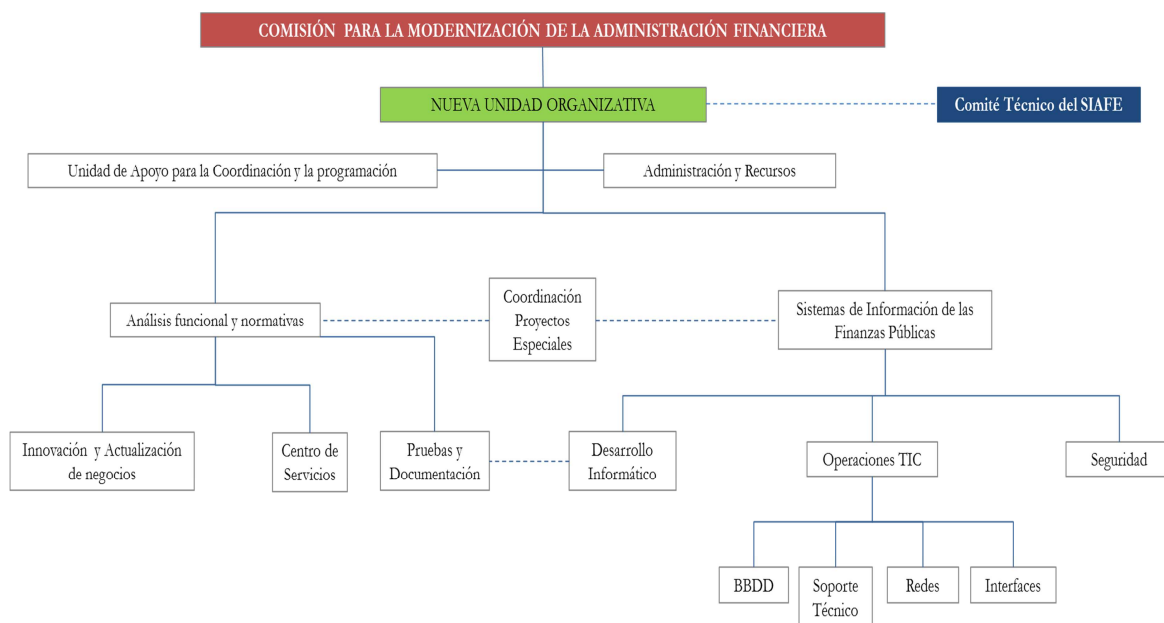 COMISIÓN PARA LA MODERNIZACIÓN DE LA ADMINISTRACIÓN FINANCIERA
NUEVA UNIDAD ORGANIZATIVA
Comité Técnico del SIAFE
Unidad de Apoyo para la Coordinación y la programación
Administración y Recursos
Análisis funcional y normativas
Coordinación
Proyectos
Especiales
Sistemas de Información de las
Finanzas Públicas
Innovación y Actualización
de negocios
Centro de
Servicios
Pruebas y
Documentación
Desarrollo
Informático
Operaciones TIC
Seguridad
BBDD
Soporte
Técnico
Redes
Interfaces